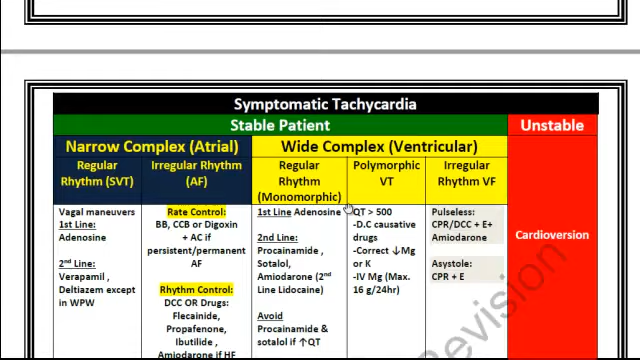 Symptomatic Tachycardia
Stable Patient
Unstable
Narrow Complex (Atrial)
Wide Complex (Ventricular)
Regular
Rhythm (SVT)
Irregular Rhythm
(AF)
Regular
Rhythm
(Monomorphic)
Polymorphic
VT
Irregular
Rhythm VF
Vagal maneuvers
1st Line:
Adenosine
2nd Line:
Verapamil,
Deltiazem except
in WPW
Rate Control:
BB, CCB or Digoxin
+ AC if
persistent/permanent
AF
Rhythm Control:
DCC OR Drugs:
Flecainide,
Propafenone,
Ibutilide,
Amiodarone if HF
1st Line Adenosine
2nd Line:
Procainamide,
Sotalol,
Amiodarone (2nd
Line Lidocaine)
Avoid
Procainamide &
sotalol if ↑QT
QT > 500
-D.C causative
drugs
-Correct ↓Mg
or K
-IV Mg (Max.
16 g/24hr)
Pulseless:
CPR/DCC + E+
Amiodarone
Asystole:
CPR + E
Cardioversion
Revision